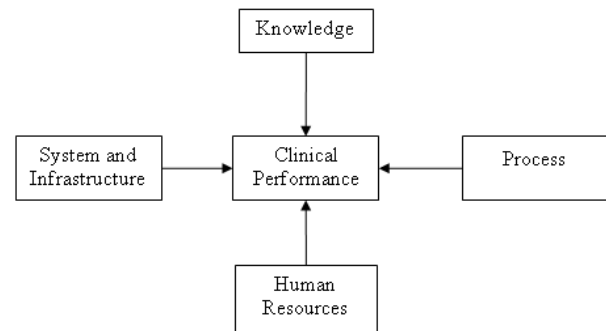 Knowledge
System and
Infrastructure
Clinical
Performance
Process
Human
Resources